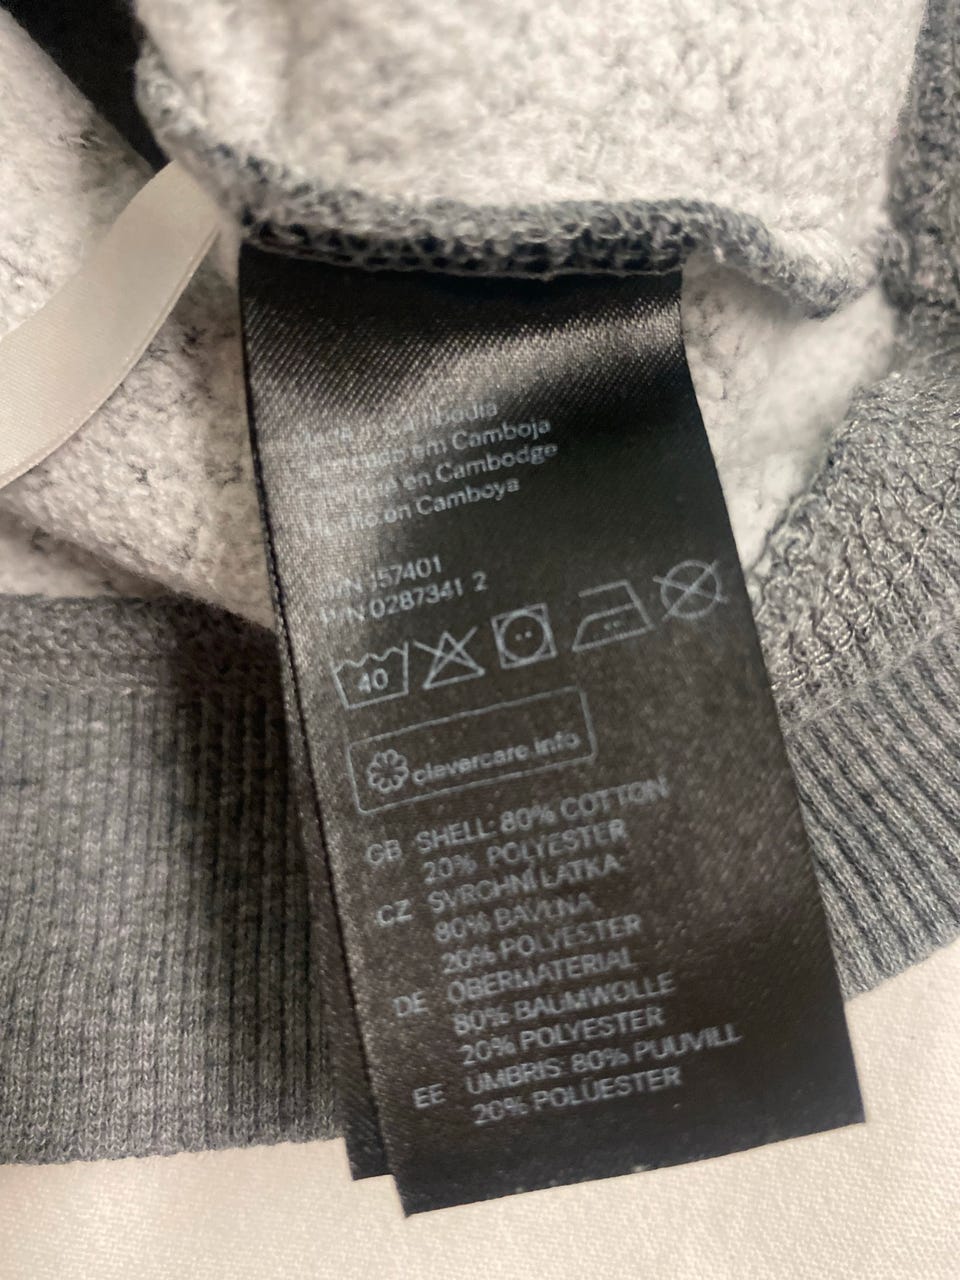 Made in Cambodia
Fabricado em Camboja
en Cambodge
Hecho en Camboya
157401
P/N 0287341 2
40
clevercare.info
GB SHELL: 80% COTTON
20% POLYESTER
CZ SVRCHNÍ LÁTKA
80% BAVLNA
20% POLYESTER
DE OBERMATERIAL
80% BAUMWOLLE
20% POLYESTER
EE ÜMBRIS: 80% PUUVILL
20% POLÜESTER